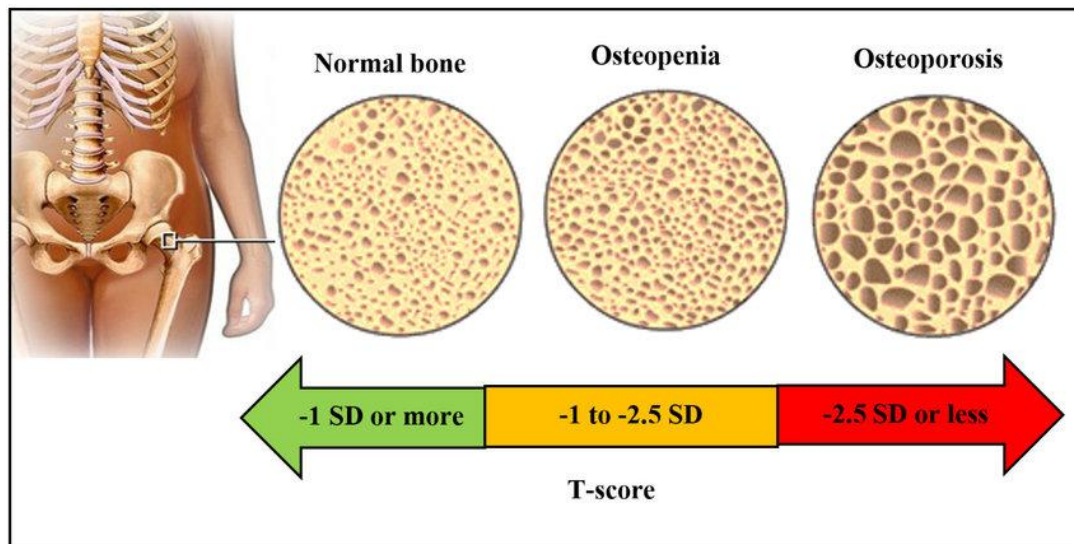 Normal bone
Osteopenia
Osteoporosis
-1 SD or more
-1 to -2.5 SD
-2.5 SD or less
T-score